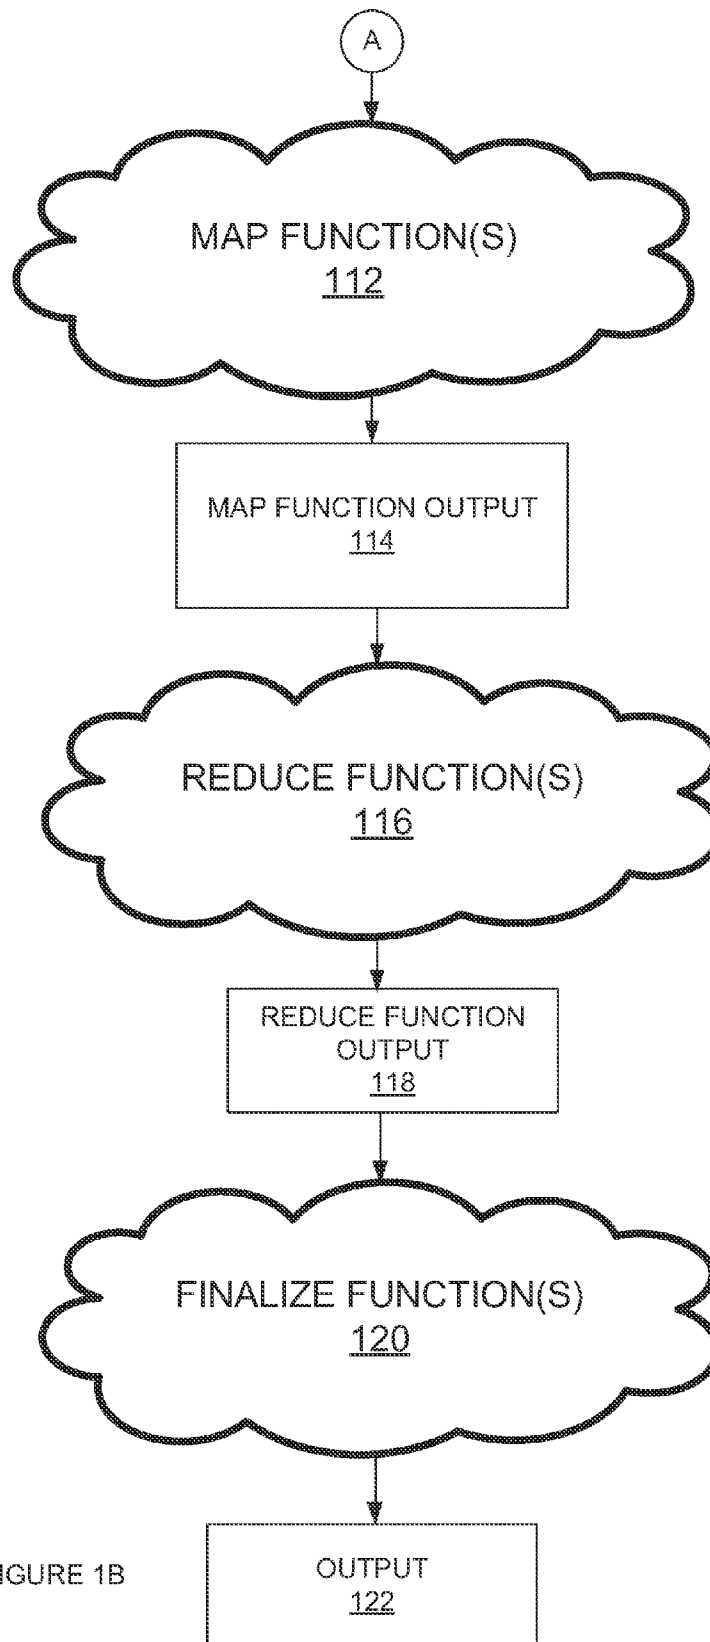 A
MAP FUNCTION(S)
112
MAP FUNCTION OUTPUT
114
REDUCE FUNCTION(S)
116
REDUCE FUNCTION
OUTPUT
118
FINALIZE FUNCTION(S)
120
IGURE 1B
OUTPUT
122